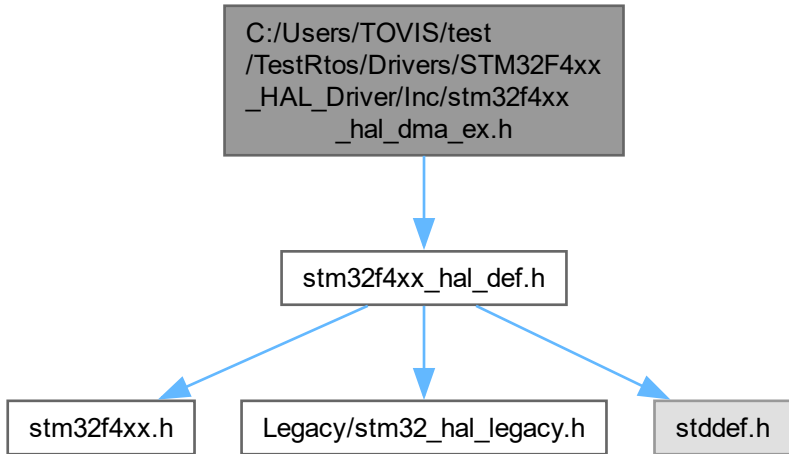 C:/Users/TOVIS/test
/TestRtos/Drivers/STM32F4xx
_HAL_Driver/Inc/stm32f4xx
_hal_dma_ex.h
stm32f4xx_hal_def.h
stm32f4xx.h
Legacy/stm32_hal_legacy.h
stddef.h